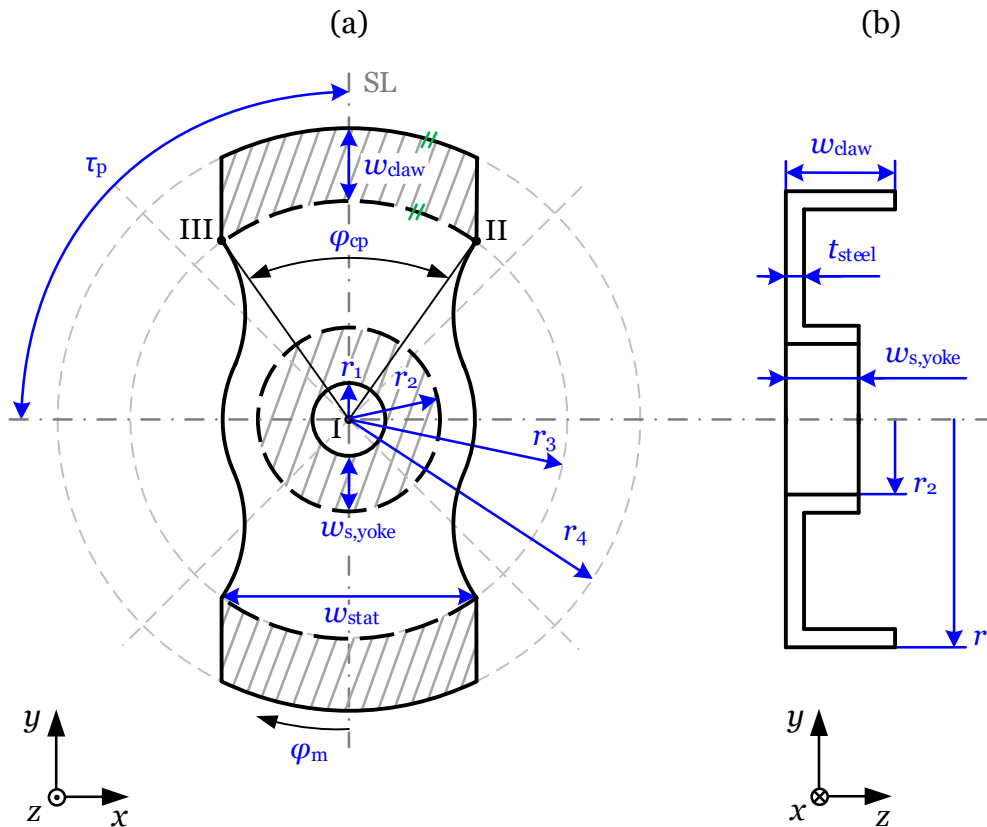 (a)
(b)
SL
τp
wclaw
wclaw
III
II
φcp
tsteel
r1
r2
ws,yoke
I
r3
r2
ws,yoke
r4
wstat
r
φm
y
z
x
y
x
z